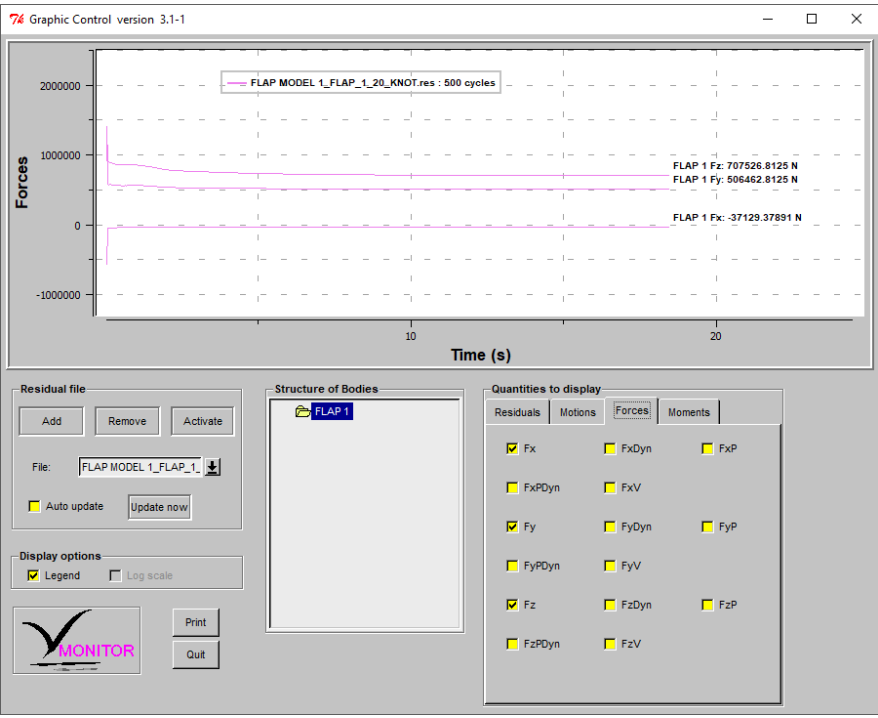 Graphic Control version 3.1-1
FLAP MODEL 1_FLAP_1_20_KNOT.res : 500 cycles
2000000
1000000
0
-1000000
Forces
FLAP 1 Fz: 707526.8125 N
FLAP 1 Fy: 506462.8125 N
FLAP 1 Fx: -37129.37891 N
10 20
Time (s)
Residual file
Add Remove Activate
File: FLAP MODEL 1_FLAP_1_
Auto update Update now
Display options
Legend Log scale
MONITOR
Print
Quit
Structure of Bodies
FLAP 1
Quantities to display
Residuals Motions Forces Moments
Fx FxDyn FxP
FxPDyn FxV
Fy FyDyn FyP
FyPDyn FyV
Fz FzDyn FzP
FzPDyn FzV